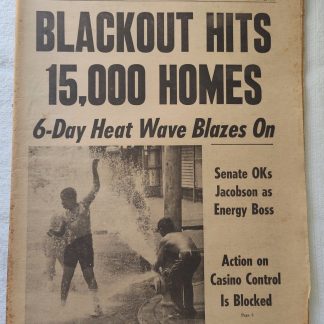 BLACKOUT HITS
15,000 HOMES
6-Day Heat Wave Blazes On
Senate OKs
Jacobson as
Energy Boss
Action on
Casino Control
Is Blocked